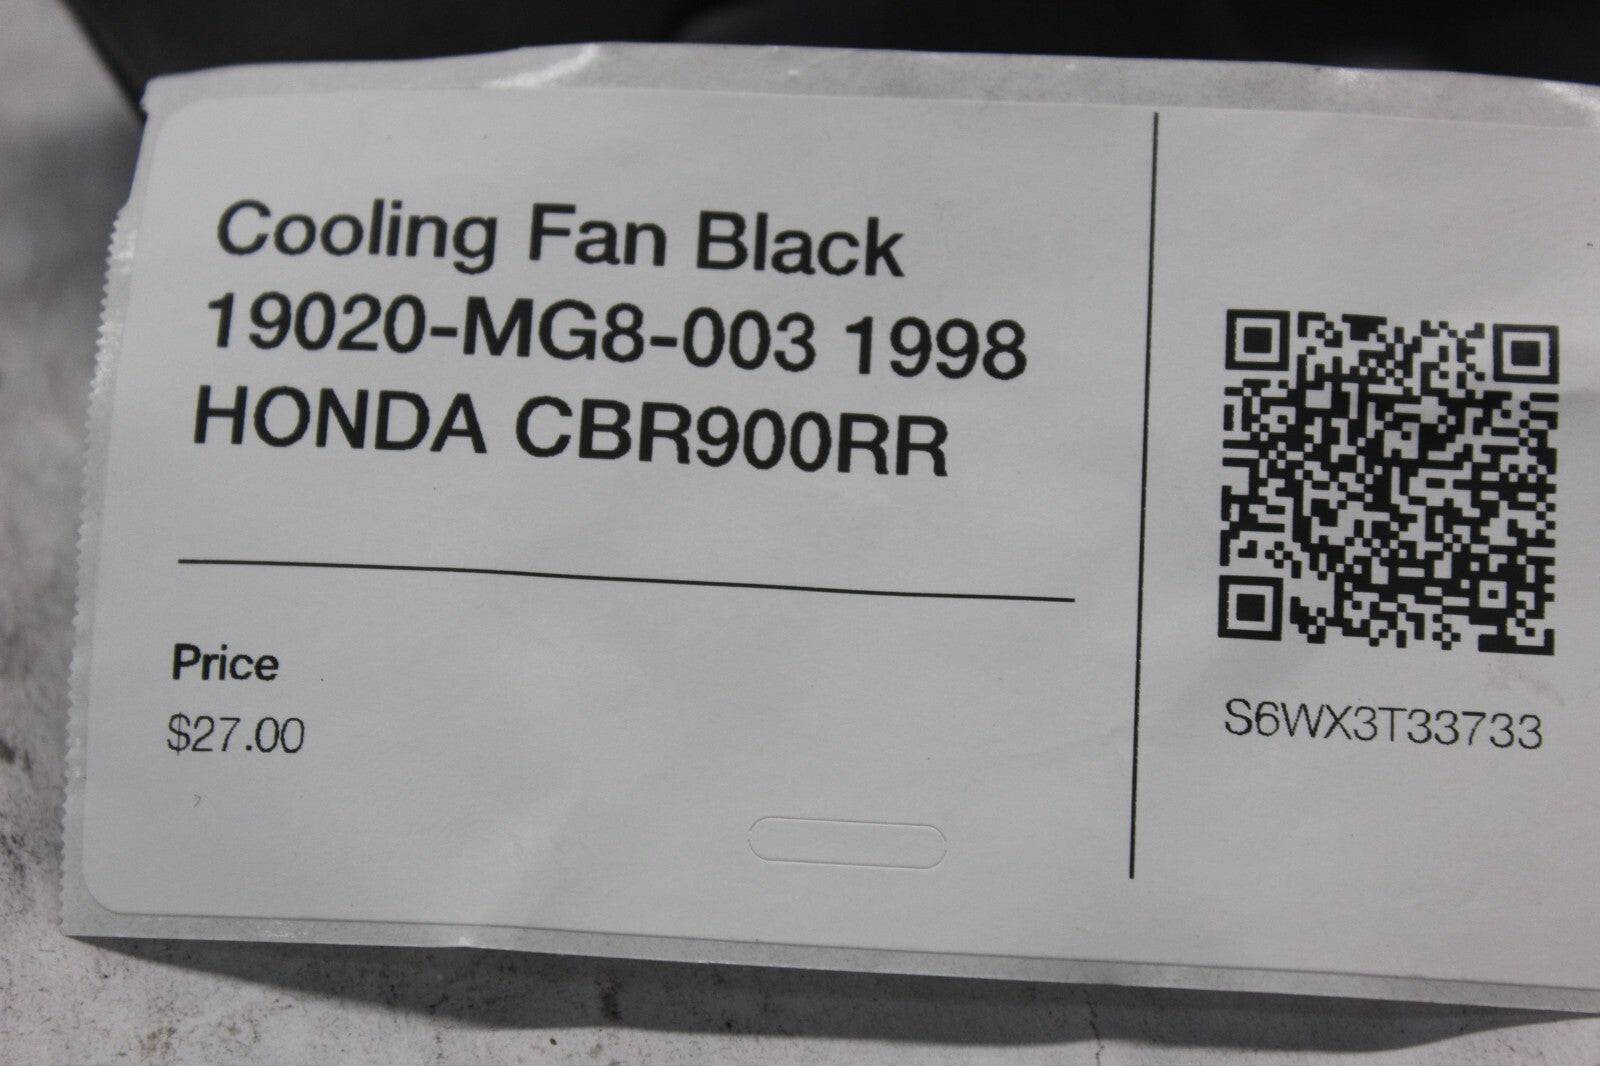 Cooling Fan Black
19020-MG8-003 1998
HONDA CBR900RR
Price
$27.00
S6WX3T33733